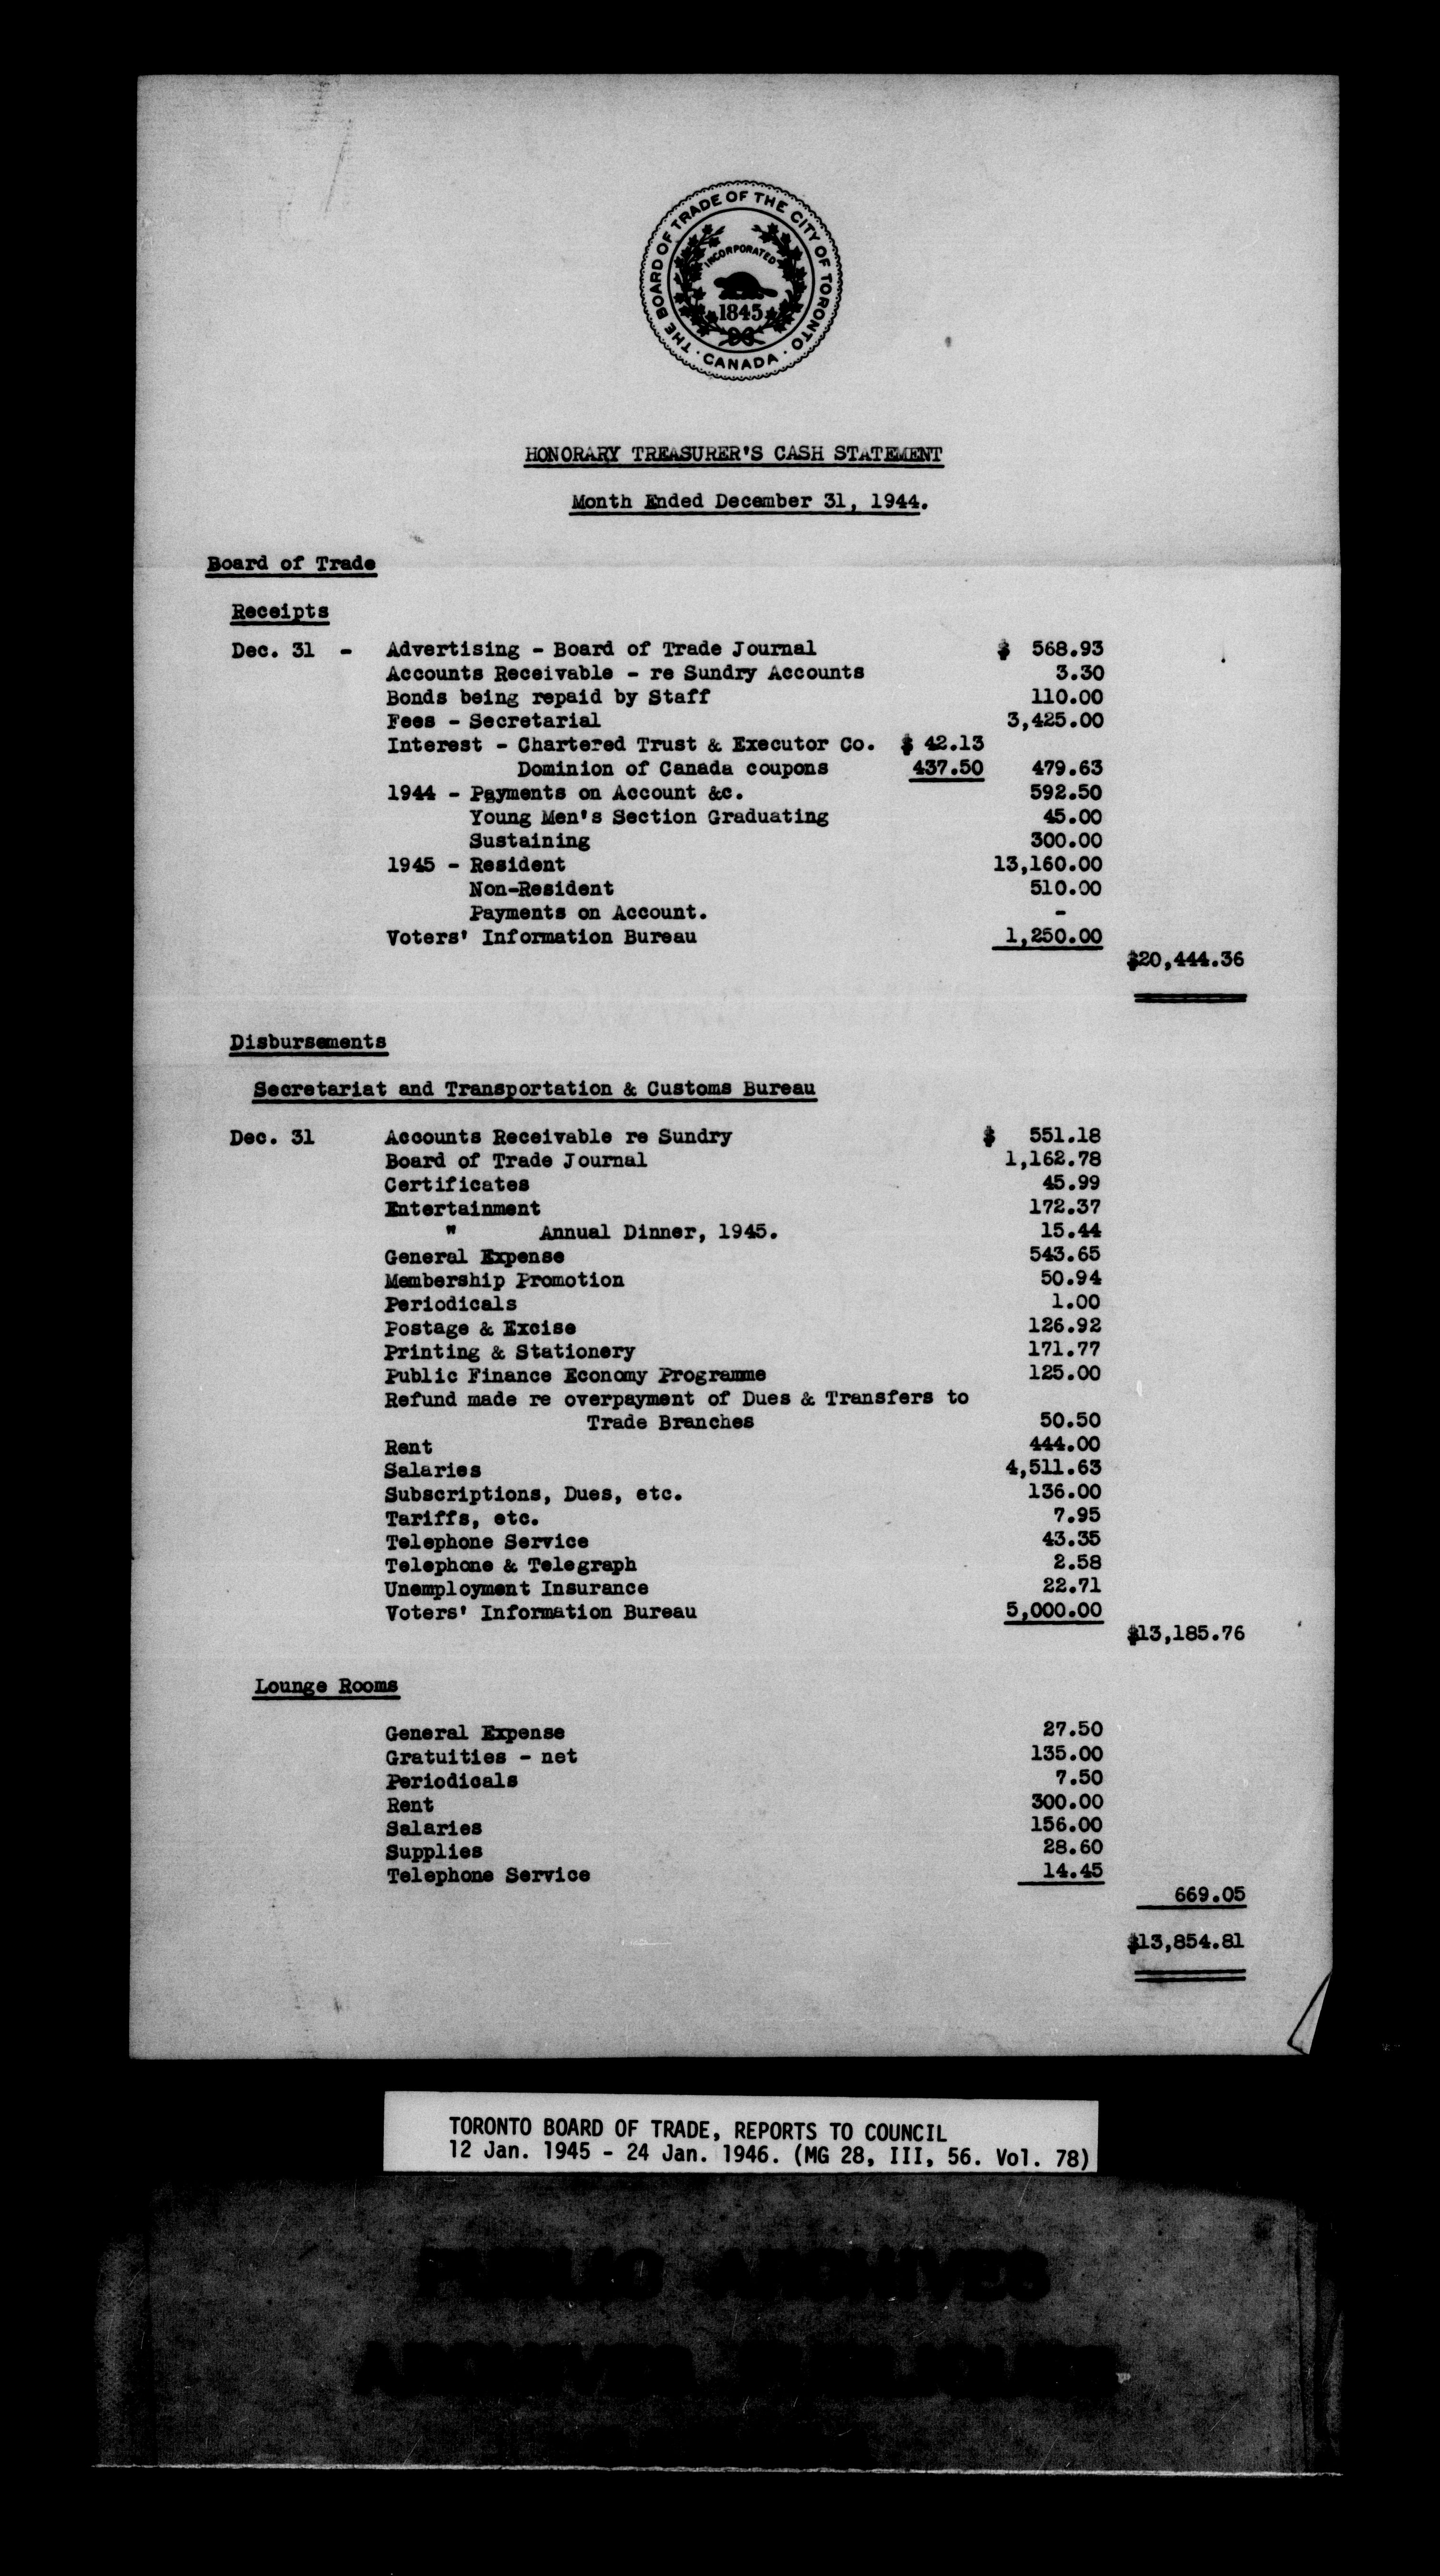 THE BOARD OF TRADE OF THE CITY OF TORONTO
· CANADA ·
INCORPORATED
1845
HONORARY TREASURER'S CASH STATEMENT
Month Ended December 31, 1944.
Board of Trade
Receipts
Dec. 31 - Advertising - Board of Trade Journal $ 568.93
Accounts Receivable - re Sundry Accounts 3.30
Bonds being repaid by Staff 110.00
Fees - Secretarial 3,425.00
Interest - Chartered Trust & Executor Co. $ 42.13
Dominion of Canada coupons 437.50 479.63
1944 - Payments on Account &c. 592.50
Young Men's Section Graduating 45.00
Sustaining 300.00
1945 - Resident 13,160.00
Non-Resident 510.00
Payments on Account. -
Voters' Information Bureau 1,250.00
$20,444.36
Disbursements
Secretariat and Transportation & Customs Bureau
Dec. 31 Accounts Receivable re Sundry $ 551.18
Board of Trade Journal 1,162.78
Certificates 45.99
Entertainment 172.37
" Annual Dinner, 1945. 15.44
General Expense 543.65
Membership Promotion 50.94
Periodicals 1.00
Postage & Excise 126.92
Printing & Stationery 171.77
Public Finance Economy Programme 125.00
Refund made re overpayment of Dues & Transfers to
Trade Branches 50.50
Rent 444.00
Salaries 4,511.63
Subscriptions, Dues, etc. 136.00
Tariffs, etc. 7.95
Telephone Service 43.35
Telephone & Telegraph 2.58
Unemployment Insurance 22.71
Voters' Information Bureau 5,000.00
$13,185.76
Lounge Rooms
General Expense 27.50
Gratuities - net 135.00
Periodicals 7.50
Rent 300.00
Salaries 156.00
Supplies 28.60
Telephone Service 14.45
669.05
$13,854.81
TORONTO BOARD OF TRADE, REPORTS TO COUNCIL
12 Jan. 1945 - 24 Jan. 1946. (MG 28, III, 56. Vol. 78)
PUBLIC ARCHIVES
ARCHIVES PUBLIQUES